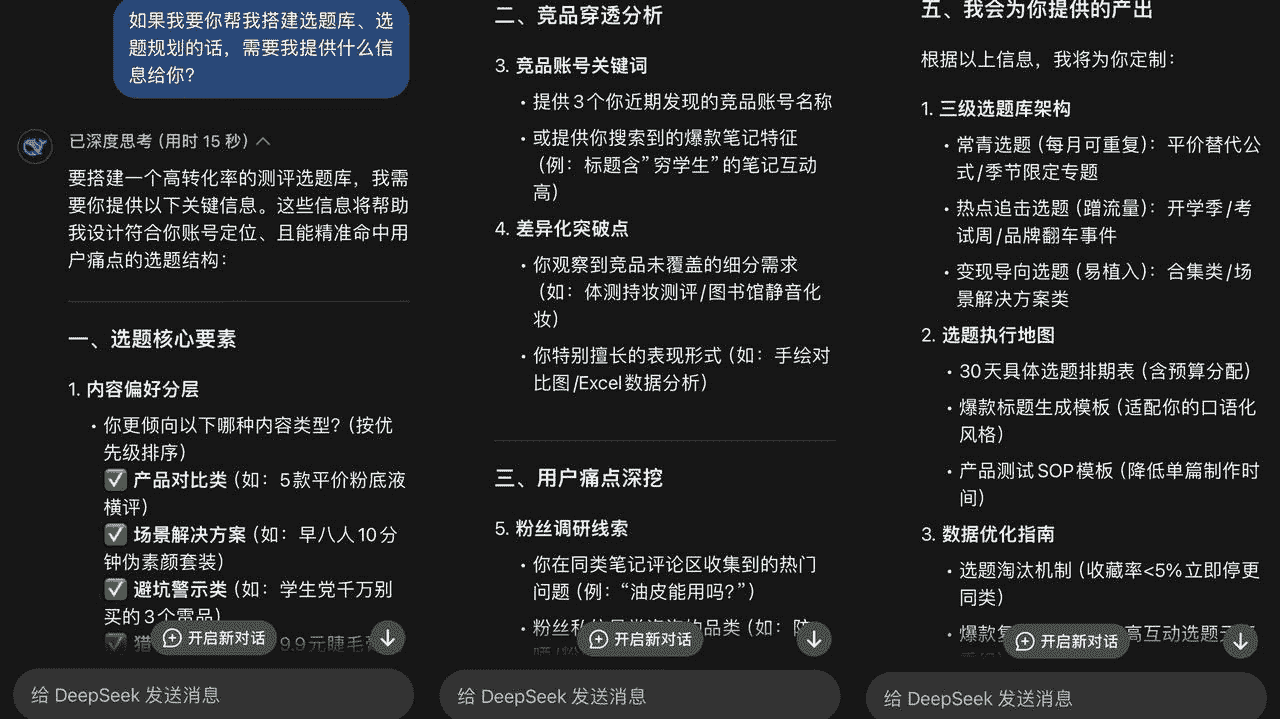 如果我要你帮我搭建选题库、选
题规划的话，需要我提供什么信
息给你?
已深度思考 (用时 15 秒)
要搭建一个高转化率的测评选题库，我需
要你提供以下关键信息。这些信息将帮助
我设计符合你账号定位、且能精准命中用
户痛点的选题结构：
一、选题核心要素
1. 内容偏好分层
• 你更倾向以下哪种内容类型? (按优
先级排序)
产品对比类 (如：5款平价粉底液
横评)
场景解决方案 (如：早八人10分
钟伪素颜套装)
避坑警示类 (如：学生党千万别
买的3个雷品)
猎
9.9元睫毛膏
开启新对话
给 DeepSeek 发送消息
二、竞品穿透分析
3. 竞品账号关键词
• 提供3个你近期发现的竞品账号名称
• 或提供你搜索到的爆款笔记特征
(例：标题含”穷学生”的笔记互动
高)
4. 差异化突破点
• 你观察到竞品未覆盖的细分需求
(如：体测持妆测评/图书馆静音化
妆)
• 你特别擅长的表现形式 (如：手绘对
比图/Excel数据分析)
三、用户痛点深挖
5. 粉丝调研线索
• 你在同类笔记评论区收集到的热门
问题 (例：“油皮能用吗?”)
• 粉丝私信
的品类 (如：防
开启新对话
给 DeepSeek 发送消息
五、我会为你提供的产出
根据以上信息，我将为你定制：
1. 三级选题库架构
• 常青选题 (每月可重复)：平价替代公
式/季节限定专题
• 热点追击选题 (蹭流量)：开学季/考
试周/品牌翻车事件
• 变现导向选题 (易植入)：合集类/场
景解决方案类
2. 选题执行地图
• 30天具体选题排期表 (含预算分配)
• 爆款标题生成模板 (适配你的口语化
风格)
• 产品测试SOP模板 (降低单篇制作时
间)
3. 数据优化指南
• 选题淘汰机制 (收藏率<5%立即停更
同类)
• 爆款复
高互动选题
开启新对话
给 DeepSeek 发送消息